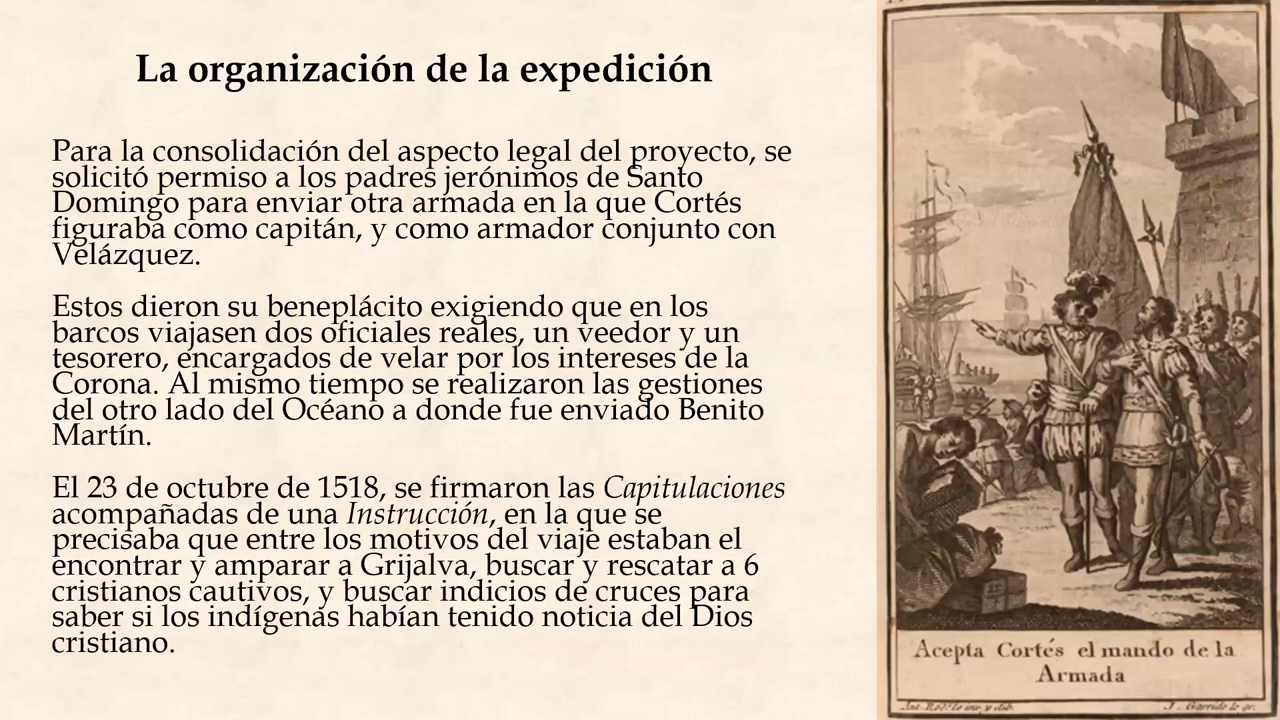 La organización de la expedición
Para la consolidación del aspecto legal del proyecto, se
solicitó permiso a los padres jerónimos de Santo
Domingo para enviar otra armada en la que Cortés
figuraba como capitán, y como armador conjunto con
Velázquez.
Estos dieron su beneplácito exigiendo que en los
barcos viajasen dos oficiales reales, un veedor y un
tesorero, encargados de velar por los intereses de la
Corona. Al mismo tiempo se realizaron las gestiones
del otro lado del Océano a donde fue enviado Benito
Martín.
El 23 de octubre de 1518, se firmaron las Capitulaciones
acompañadas de una Instrucción, en la que se
precisaba que entre los motivos del viaje estaban el
encontrar y amparar a Grijalva, buscar y rescatar a 6
cristianos cautivos, y buscar indicios de cruces para
saber si los indígenas habían tenido noticia del Dios
cristiano.
Acepta Cortés el mando de la
Armada